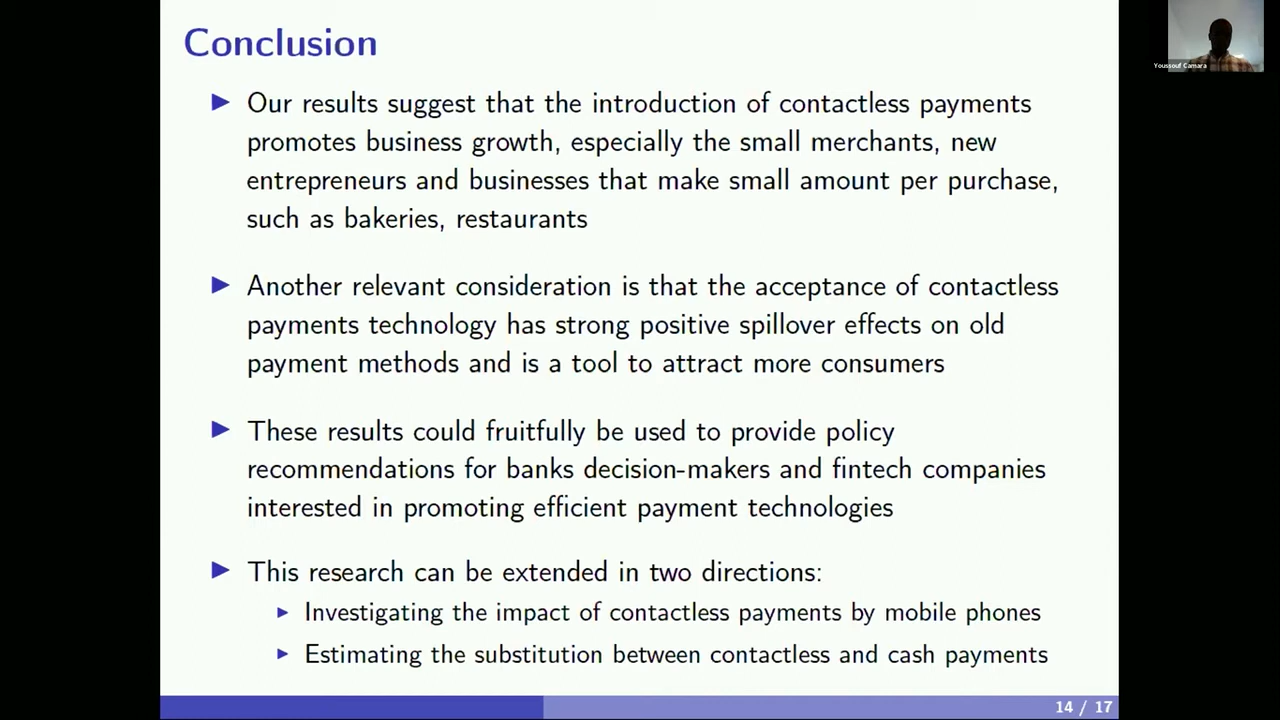 Conclusion
Our results suggest that the introduction of contactless payments
promotes business growth, especially the small merchants, new
entrepreneurs and businesses that make small amount per purchase,
such as bakeries, restaurants
Another relevant consideration is that the acceptance of contactless
payments technology has strong positive spillover effects on old
payment methods and is a tool to attract more consumers
These results could fruitfully be used to provide policy
recommendations for banks decision-makers and fintech companies
interested in promoting efficient payment technologies
This research can be extended in two directions:
Investigating the impact of contactless payments by mobile phones
Estimating the substitution between contactless and cash payments
14 / 17
Youssouf Camara